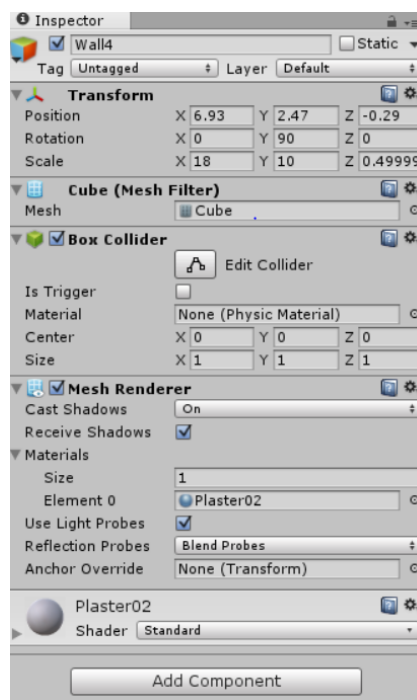 Inspector
Wall4 Static
Tag Untagged Layer Default
Transform
Position X 6.93 Y 2.47 Z -0.29
Rotation X 0 Y 90 Z 0
Scale X 18 Y 10 Z 0.49999
Cube (Mesh Filter)
Mesh Cube
Box Collider
Edit Collider
Is Trigger
Material None (Physic Material)
Center X 0 Y 0 Z 0
Size X 1 Y 1 Z 1
Mesh Renderer
Cast Shadows On
Receive Shadows
Materials
Size 1
Element 0 Plaster02
Use Light Probes
Reflection Probes Blend Probes
Anchor Override None (Transform)
Plaster02
Shader Standard
Add Component